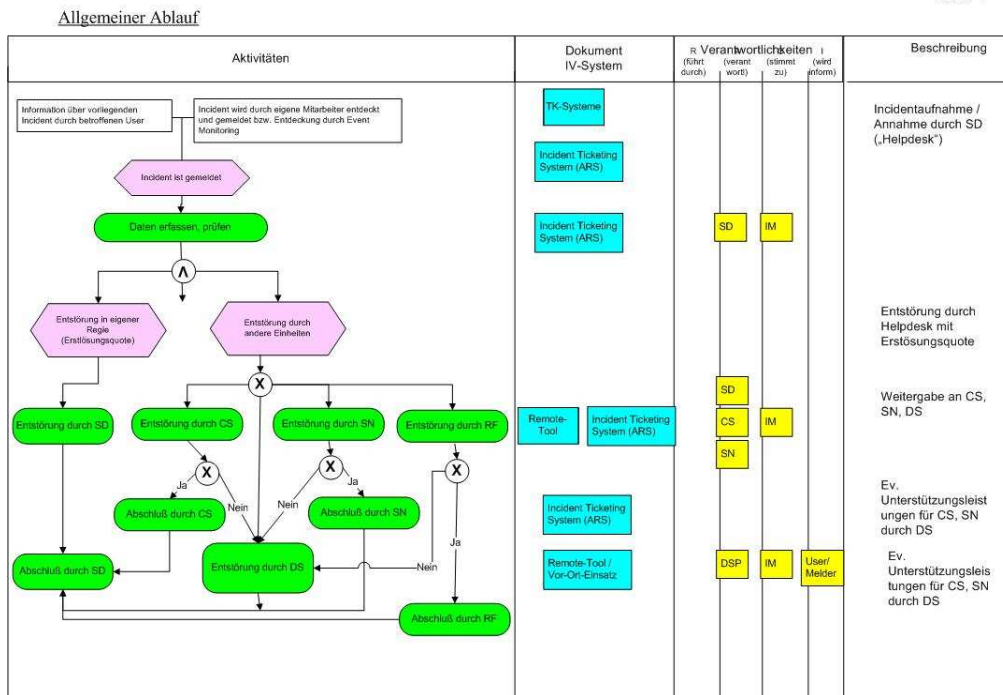 Allgemeiner Ablauf
Aktivitäten
Dokument
IV-System
R Verantwortlichkeiten I
(führt (verant (stimmt (wird
durch) wortl) zu) inform)
Beschreibung
Information über vorliegenden
Incident durch betroffenen User
Incident wird durch eigene Mitarbeiter entdeckt
und gemeldet bzw. Entdeckung durch Event
Monitoring
TK-Systeme
Incidentaufnahme /
Annahme durch SD
(„Helpdesk")
Incident ist gemeldet
Incident Ticketing
System (ARS)
Daten erfassen, prüfen
Incident Ticketing
System (ARS)
SD
IM
Λ
Entstörung in eigener
Regie
(Erstlösungsquote)
Entstörung durch
andere Einheiten
Entstörung durch
Helpdesk mit
Erstösungsquote
X
Entstörung durch SD
Entstörung durch CS
Entstörung durch SN
Entstörung durch RF
Remote-
Tool
Incident Ticketing
System (ARS)
SD
CS
IM
SN
Weitergabe an CS,
SN, DS
X
X
X
Ja
Nein
Nein
Ja
Ja
Nein
Abschluß durch CS
Abschluß durch SN
Incident Ticketing
System (ARS)
Ev.
Unterstützungsleist
ungen für CS, SN
durch DS
Abschluß durch SD
Entstörung durch DS
Remote-Tool /
Vor-Ort-Einsatz
DSP
IM
User/
Melder
Ev.
Unterstützungsleis
tungen für CS, SN
durch DS
Abschluß durch RF